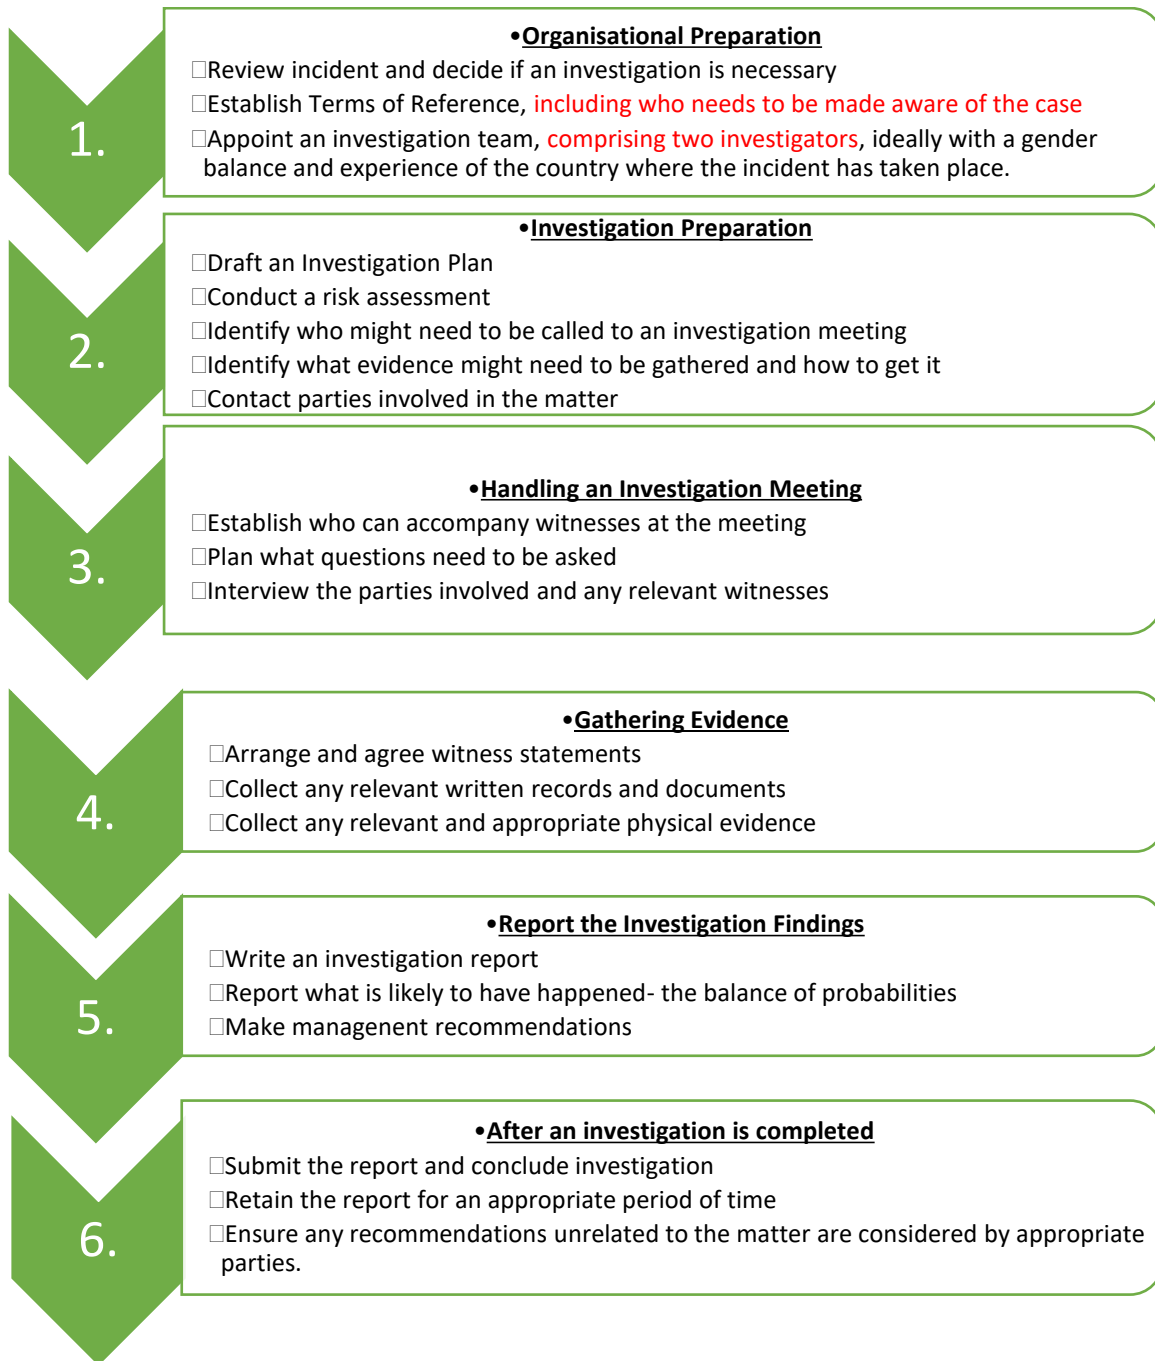 •Organisational Preparation
☐Review incident and decide if an investigation is necessary
☐Establish Terms of Reference, including who needs to be made aware of the case
1.
☐Appoint an investigation team, comprising two investigators, ideally with a gender
balance and experience of the country where the incident has taken place.
•Investigation Preparation
☐Draft an Investigation Plan
☐Conduct a risk assessment
2.
☐Identify who might need to be called to an investigation meeting
☐Identify what evidence might need to be gathered and how to get it
☐Contact parties involved in the matter
•Handling an Investigation Meeting
☐Establish who can accompany witnesses at the meeting
3.
☐Plan what questions need to be asked
☐Interview the parties involved and any relevant witnesses
•Gathering Evidence
☐Arrange and agree witness statements
☐Collect any relevant written records and documents
4.
☐Collect any relevant and appropriate physical evidence
•Report the Investigation Findings
☐Write an investigation report
☐Report what is likely to have happened- the balance of probabilities
5.
☐Make managenent recommendations
•After an investigation is completed
☐Submit the report and conclude investigation
☐Retain the report for an appropriate period of time
6.
☐Ensure any recommendations unrelated to the matter are considered by appropriate
parties.